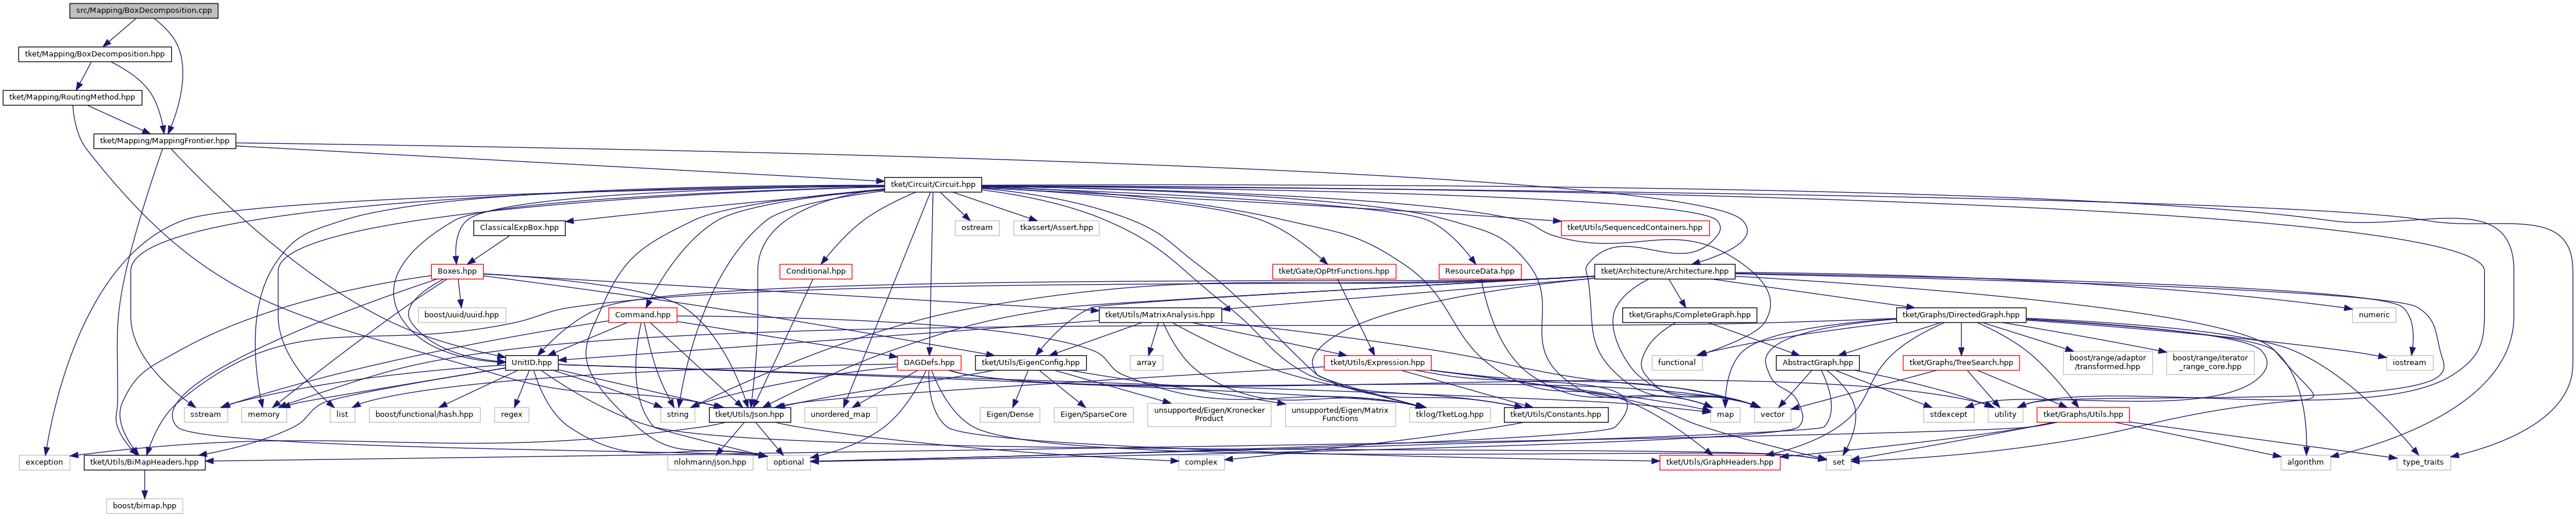 src/Mapping/BoxDecomposition.cpp
tket/Mapping/BoxDecomposition.hpp
tket/Mapping/RoutingMethod.hpp
tket/Mapping/MappingFrontier.hpp
tket/Circuit/Circuit.hpp
ClassicalExpBox.hpp
ostream
tkassert/Assert.hpp
tket/Utils/SequencedContainers.hpp
Boxes.hpp
Conditional.hpp
tket/Gate/OpPtrFunctions.hpp
ResourceData.hpp
tket/Architecture/Architecture.hpp
boost/uuid/uuid.hpp
Command.hpp
tket/Utils/MatrixAnalysis.hpp
tket/Graphs/CompleteGraph.hpp
tket/Graphs/DirectedGraph.hpp
numeric
UnitID.hpp
DAGDefs.hpp
tket/Utils/EigenConfig.hpp
array
tket/Utils/Expression.hpp
functional
AbstractGraph.hpp
tket/Graphs/TreeSearch.hpp
boost/range/adaptor
/transformed.hpp
boost/range/iterator
_range_core.hpp
iostream
sstream
memory
list
boost/functional/hash.hpp
regex
string
tket/Utils/Json.hpp
unordered_map
Eigen/Dense
Eigen/SparseCore
unsupported/Eigen/Kronecker
Product
unsupported/Eigen/Matrix
Functions
tklog/TketLog.hpp
tket/Utils/Constants.hpp
map
vector
stdexcept
utility
tket/Graphs/Utils.hpp
exception
tket/Utils/BiMapHeaders.hpp
nlohmann/json.hpp
optional
complex
tket/Utils/GraphHeaders.hpp
set
algorithm
type_traits
boost/bimap.hpp